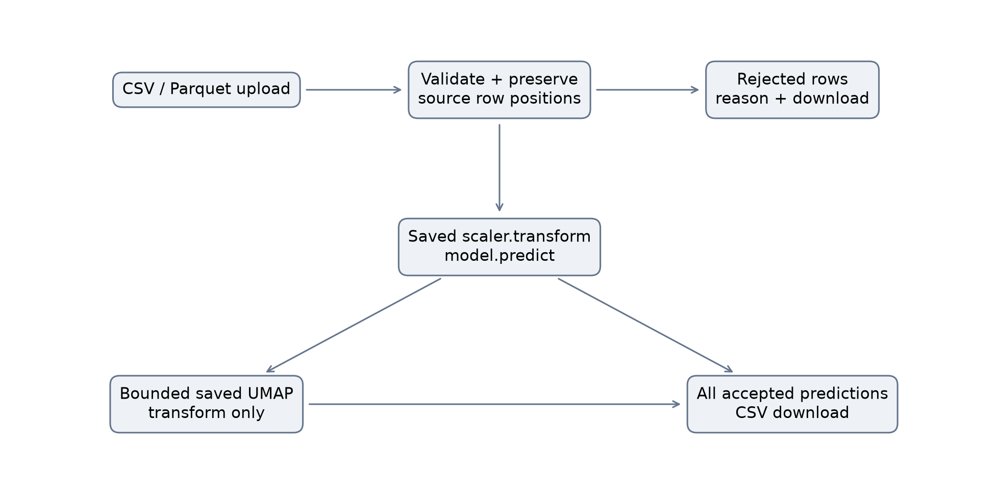 CSV / Parquet upload
Validate + preserve
source row positions
Rejected rows
reason + download
Saved scaler.transform
model.predict
Bounded saved UMAP
transform only
All accepted predictions
CSV download